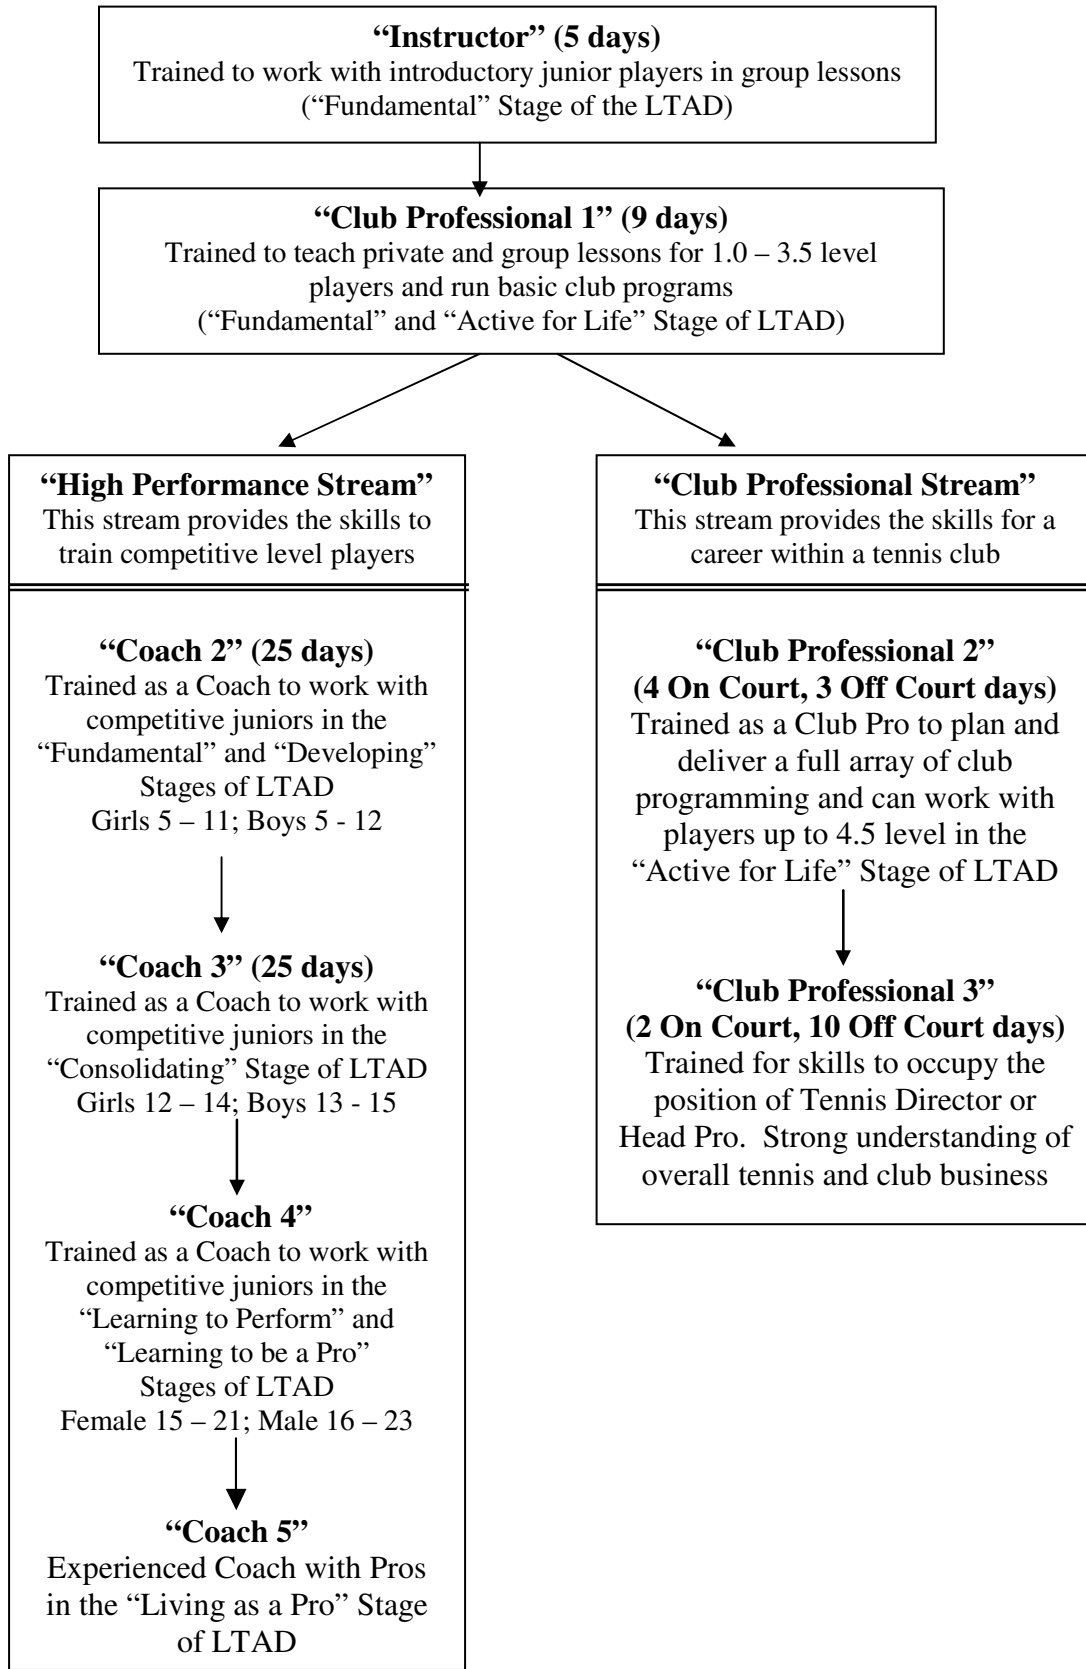 “Instructor” (5 days)
Trained to work with introductory junior players in group lessons
(“Fundamental” Stage of the LTAD)
“Club Professional 1” (9 days)
Trained to teach private and group lessons for 1.0 – 3.5 level
players and run basic club programs
(“Fundamental” and “Active for Life” Stage of LTAD)
“High Performance Stream”
This stream provides the skills to
train competitive level players
“Coach 2” (25 days)
Trained as a Coach to work with
competitive juniors in the
“Fundamental” and “Developing”
Stages of LTAD
Girls 5 – 11; Boys 5 - 12
“Coach 3” (25 days)
Trained as a Coach to work with
competitive juniors in the
“Consolidating” Stage of LTAD
Girls 12 – 14; Boys 13 - 15
“Coach 4”
Trained as a Coach to work with
competitive juniors in the
“Learning to Perform” and
“Learning to be a Pro”
Stages of LTAD
Female 15 – 21; Male 16 – 23
“Coach 5”
Experienced Coach with Pros
in the “Living as a Pro” Stage
of LTAD
“Club Professional Stream”
This stream provides the skills for a
career within a tennis club
“Club Professional 2”
(4 On Court, 3 Off Court days)
Trained as a Club Pro to plan and
deliver a full array of club
programming and can work with
players up to 4.5 level in the
“Active for Life” Stage of LTAD
“Club Professional 3”
(2 On Court, 10 Off Court days)
Trained for skills to occupy the
position of Tennis Director or
Head Pro.  Strong understanding of
overall tennis and club business